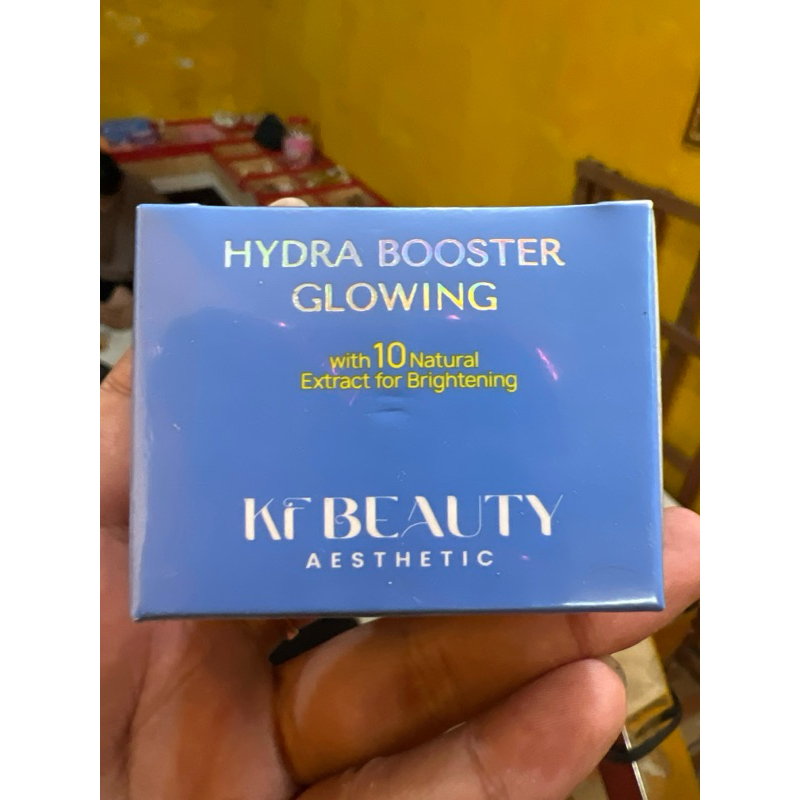 HYDRA BOOSTER
GLOWING
with 10 Natural
Extract for Brightening
Kf BEAUTY
AESTHETIC